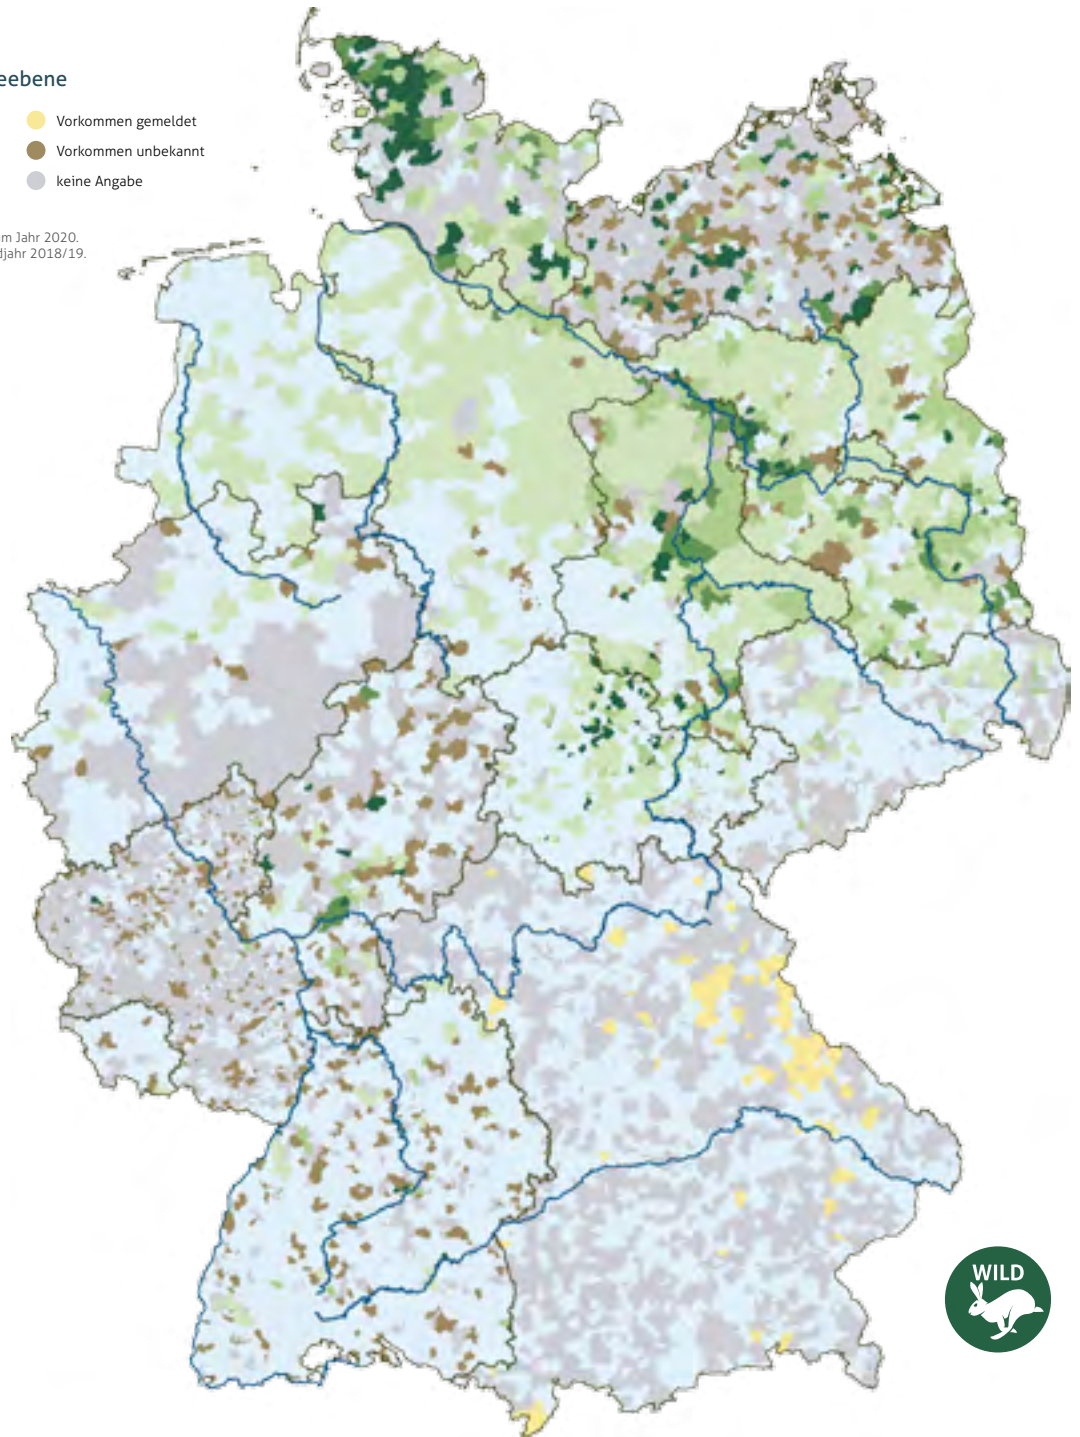 eebene
Vorkommen gemeldet
Vorkommen unbekannt
keine Angabe
m Jahr 2020.
djahr 2018/19.
WILD